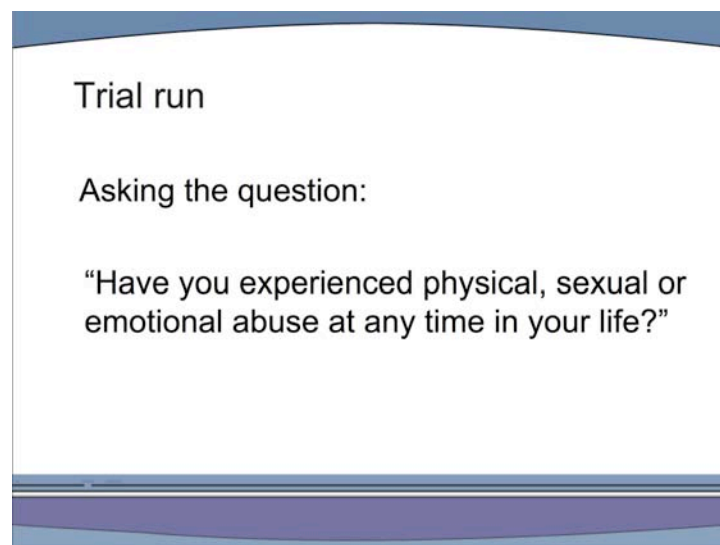 Trial run
Asking the question:
“Have you experienced physical, sexual or
emotional abuse at any time in your life?”